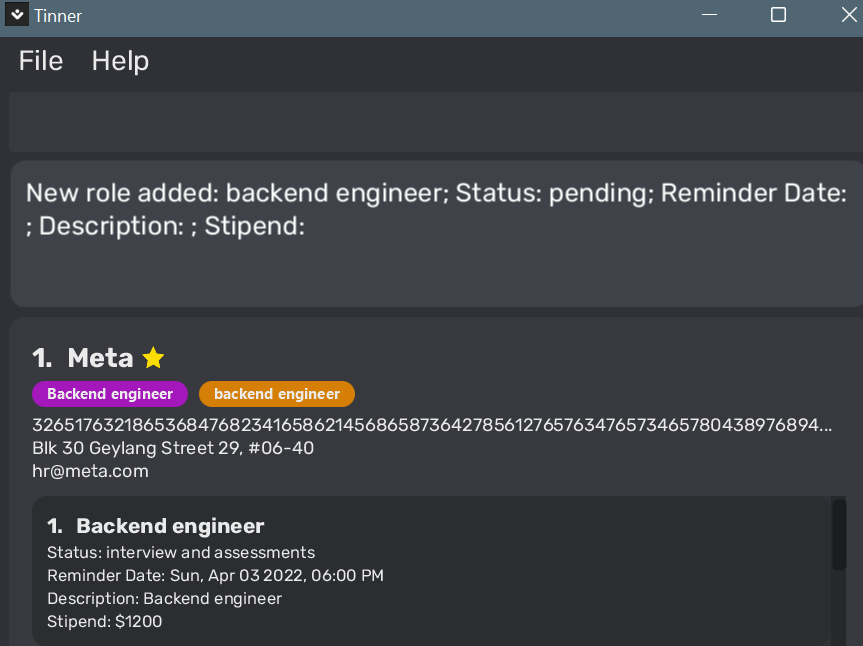 Tinner
File Help
New role added: backend engineer; Status: pending; Reminder Date:
; Description: ; Stipend:
1. Meta
Backend engineer backend engineer
32651763218653684768234165862145686587364278561276576347657346578043897689​4...
Blk 30 Geylang Street 29, #06-40
hr@meta.com
1. Backend engineer
Status: interview and assessments
Reminder Date: Sun, Apr 03 2022, 06:00 PM
Description: Backend engineer
Stipend: $1200